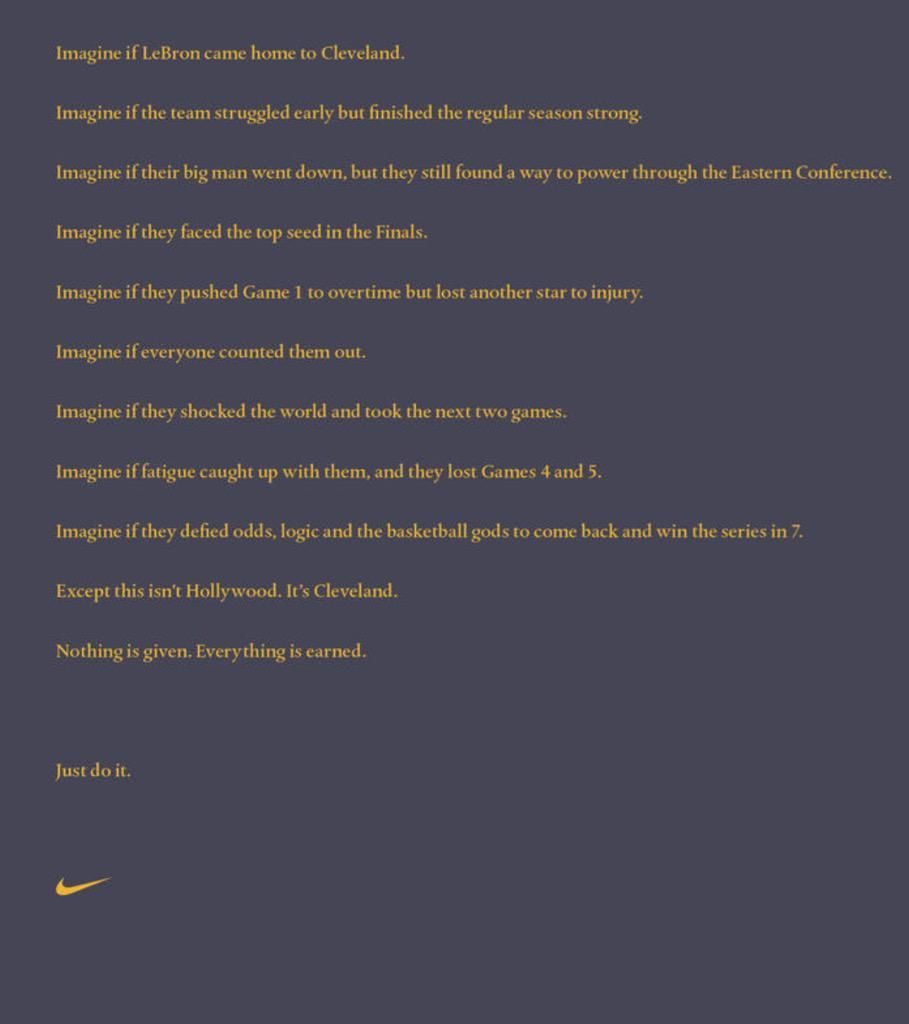 Imagine if LeBron came home to Cleveland.
Imagine if the team struggled early but finished the regular season strong.
Imagine if their big man went down, but they still found a way to power through the Eastern Conference.
Imagine if they faced the top seed in the Finals.
Imagine if they pushed Game 1 to overtime but lost another star to injury.
Imagine if everyone counted them out.
Imagine if they shocked the world and took the next two games.
Imagine if fatigue caught up with them, and they lost Games 4 and 5.
Imagine if they defied odds, logic and the basketball gods to come back and win the series in 7.
Except this isn't Hollywood. It’s Cleveland.
Nothing is given. Everything is earned.
Just do it.